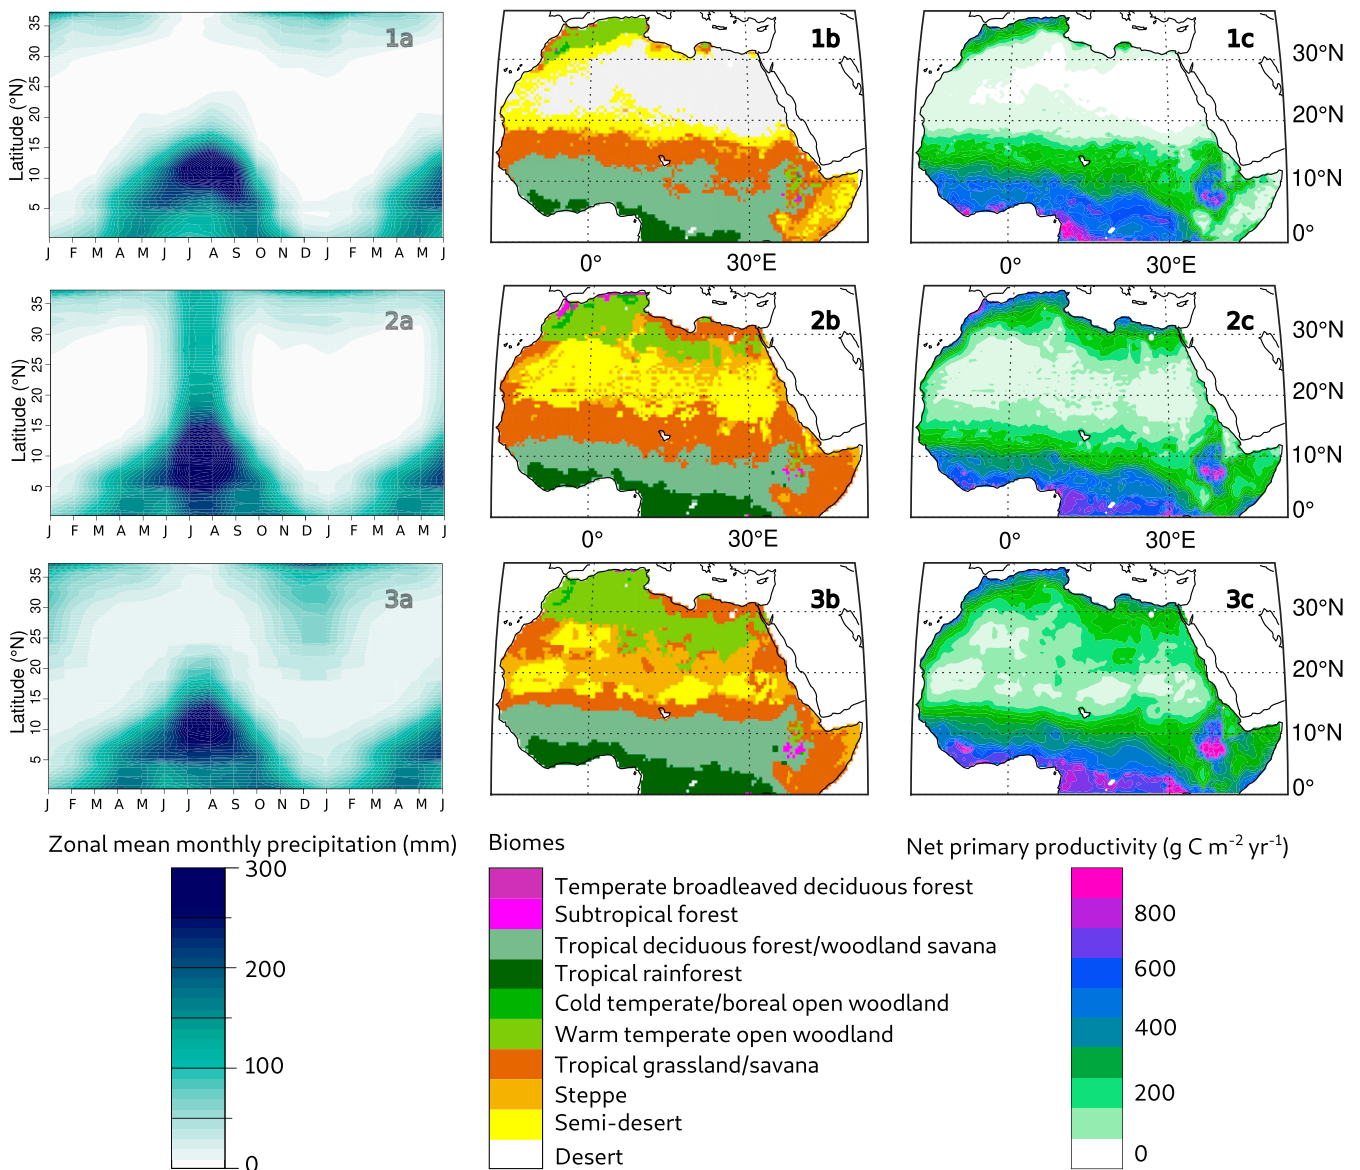 1a
35
30
25
20
15
10
5
Latitude (°N)
J F M A M J J A S O N D J F M A M J
1b
1c
30°N
20°N
10°N
0°
0° 30°E
0° 30°E
2a
35
30
25
20
15
10
5
Latitude (°N)
J F M A M J J A S O N D J F M A M J
2b
2c
30°N
20°N
10°N
0°
0° 30°E
0° 30°E
3a
35
30
25
20
15
10
5
Latitude (°N)
J F M A M J J A S O N D J F M A M J
3b
3c
30°N
20°N
10°N
0°
Zonal mean monthly precipitation (mm)
300
200
100
0
Biomes
Temperate broadleaved deciduous forest
Subtropical forest
Tropical deciduous forest/woodland savana
Tropical rainforest
Cold temperate/boreal open woodland
Warm temperate open woodland
Tropical grassland/savana
Steppe
Semi-desert
Desert
Net primary productivity (g C m⁻² yr⁻¹)
800
600
400
200
0